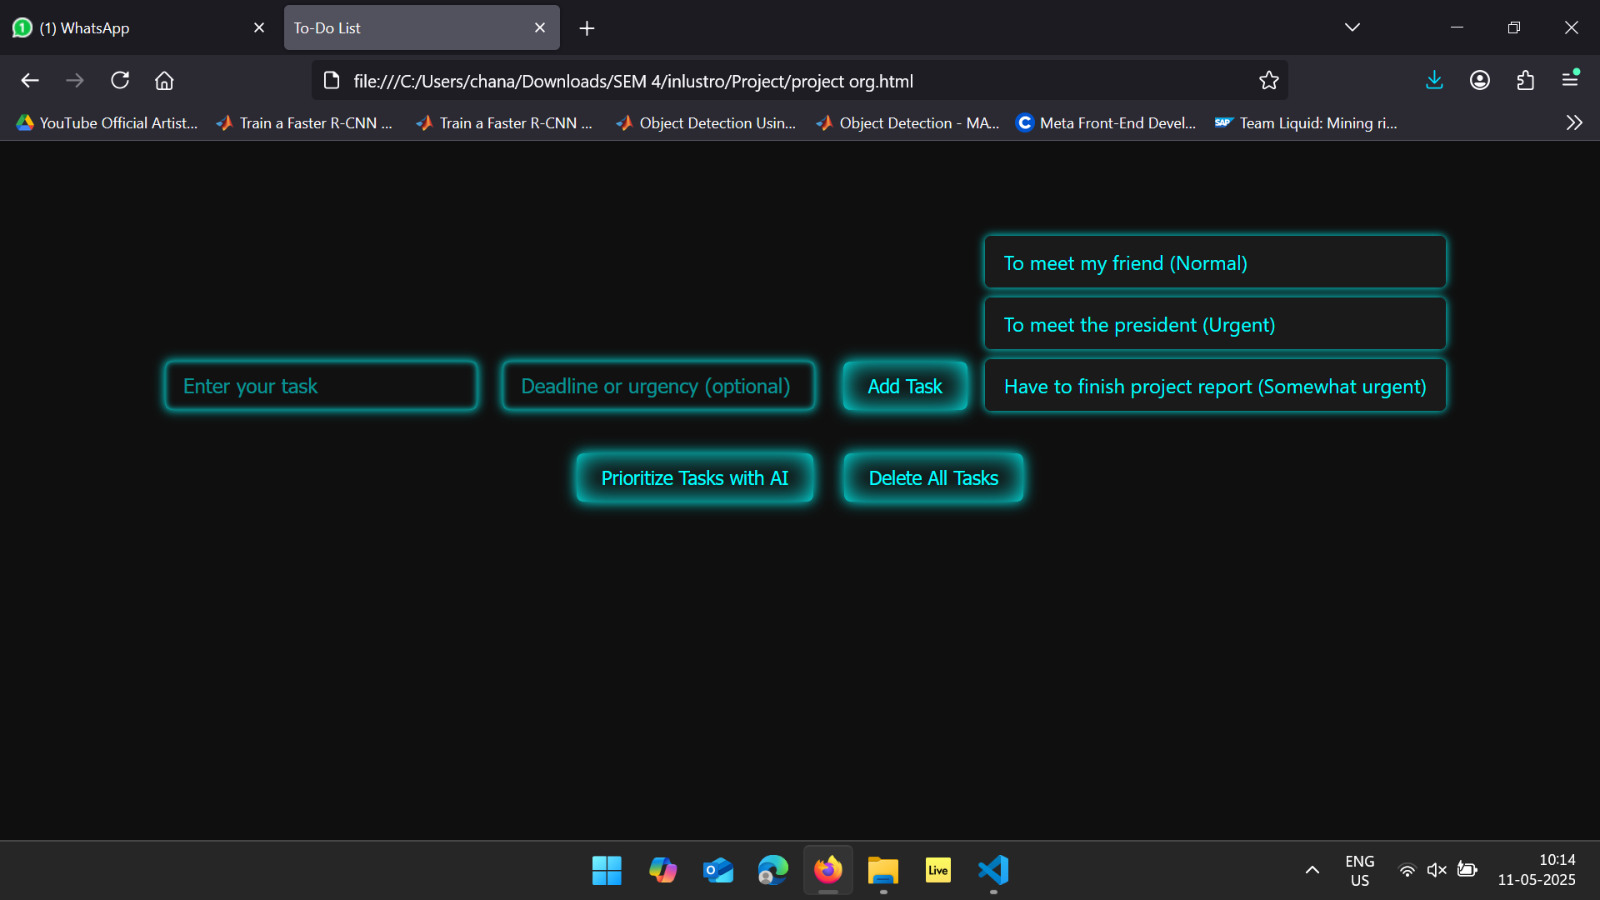 (1) WhatsApp
To-Do List
file:///C:/Users/chana/Downloads/SEM 4/inlustro/Project/project org.html
YouTube Official Artist...
Train a Faster R-CNN ...
Train a Faster R-CNN ...
Object Detection Usin...
Object Detection - MA...
Meta Front-End Devel...
SAP
Team Liquid: Mining ri...
To meet my friend (Normal)
To meet the president (Urgent)
Enter your task
Deadline or urgency (optional)
Add Task
Have to finish project report (Somewhat urgent)
Prioritize Tasks with AI
Delete All Tasks
Live
ENG
US
10:14
11-05-2025